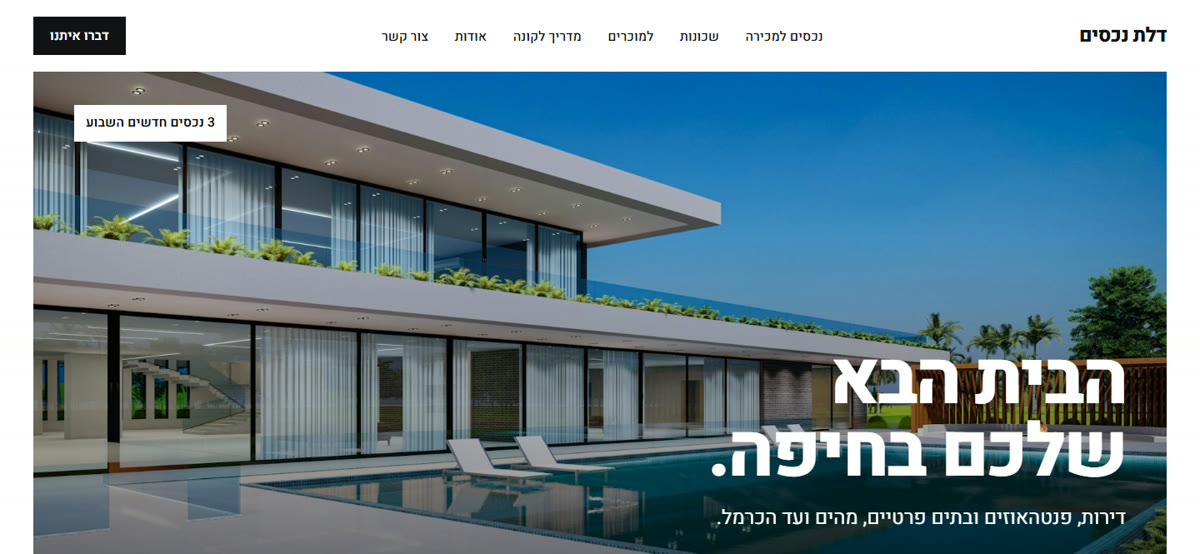 דלת נכסים
נכסים למכירה
שכונות
למוכרים
מדריך לקונה
אודות
צור קשר
דברו איתנו
3 נכסים חדשים השבוע
הבית הבא
שלכם בחיפה.
דירות, פנטהאוזים ובתים פרטיים, מהים ועד הכרמל.